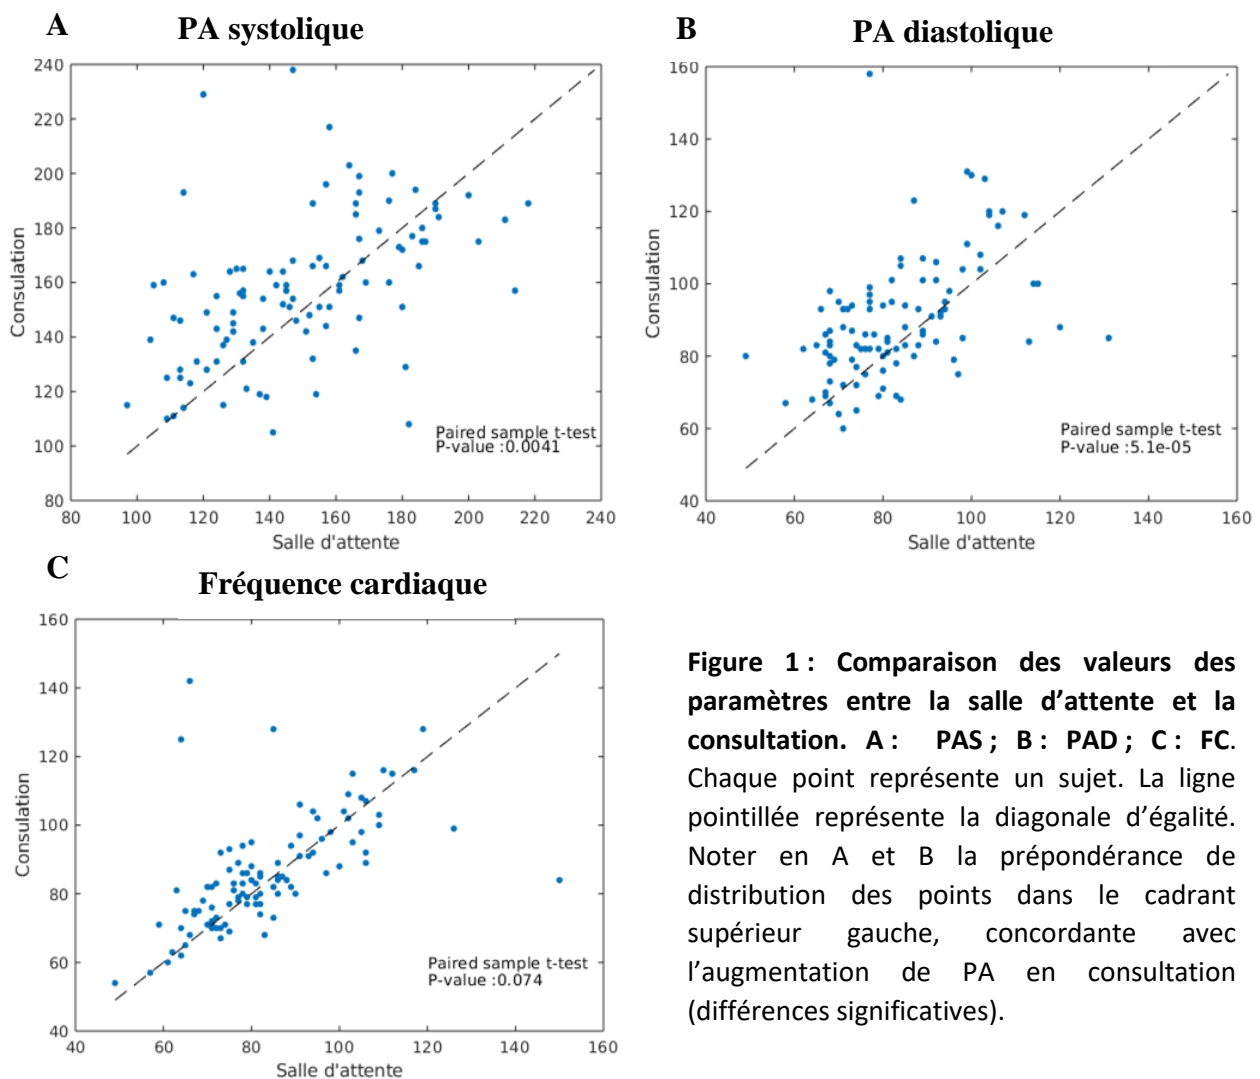 A
PA systolique
240
220
200
180
160
140
120
100
80
80 100 120 140 160 180 200 220 240
Consulation
Salle d'attente
Paired sample t-test
P-value :0.0041
B
PA diastolique
160
140
120
100
80
60
40
40 60 80 100 120 140 160
Consulation
Salle d'attente
Paired sample t-test
P-value :5.1e-05
C
Fréquence cardiaque
160
140
120
100
80
60
40
40 60 80 100 120 140 160
Consulation
Salle d'attente
Paired sample t-test
P-value :0.074
Figure 1 : Comparaison des valeurs des
paramètres entre la salle d’attente et la
consultation. A : PAS ; B : PAD ; C : FC.
Chaque point représente un sujet. La ligne
pointillée représente la diagonale d’égalité.
Noter en A et B la prépondérance de
distribution des points dans le cadrant
supérieur gauche, concordante avec
l’augmentation de PA en consultation
(différences significatives).